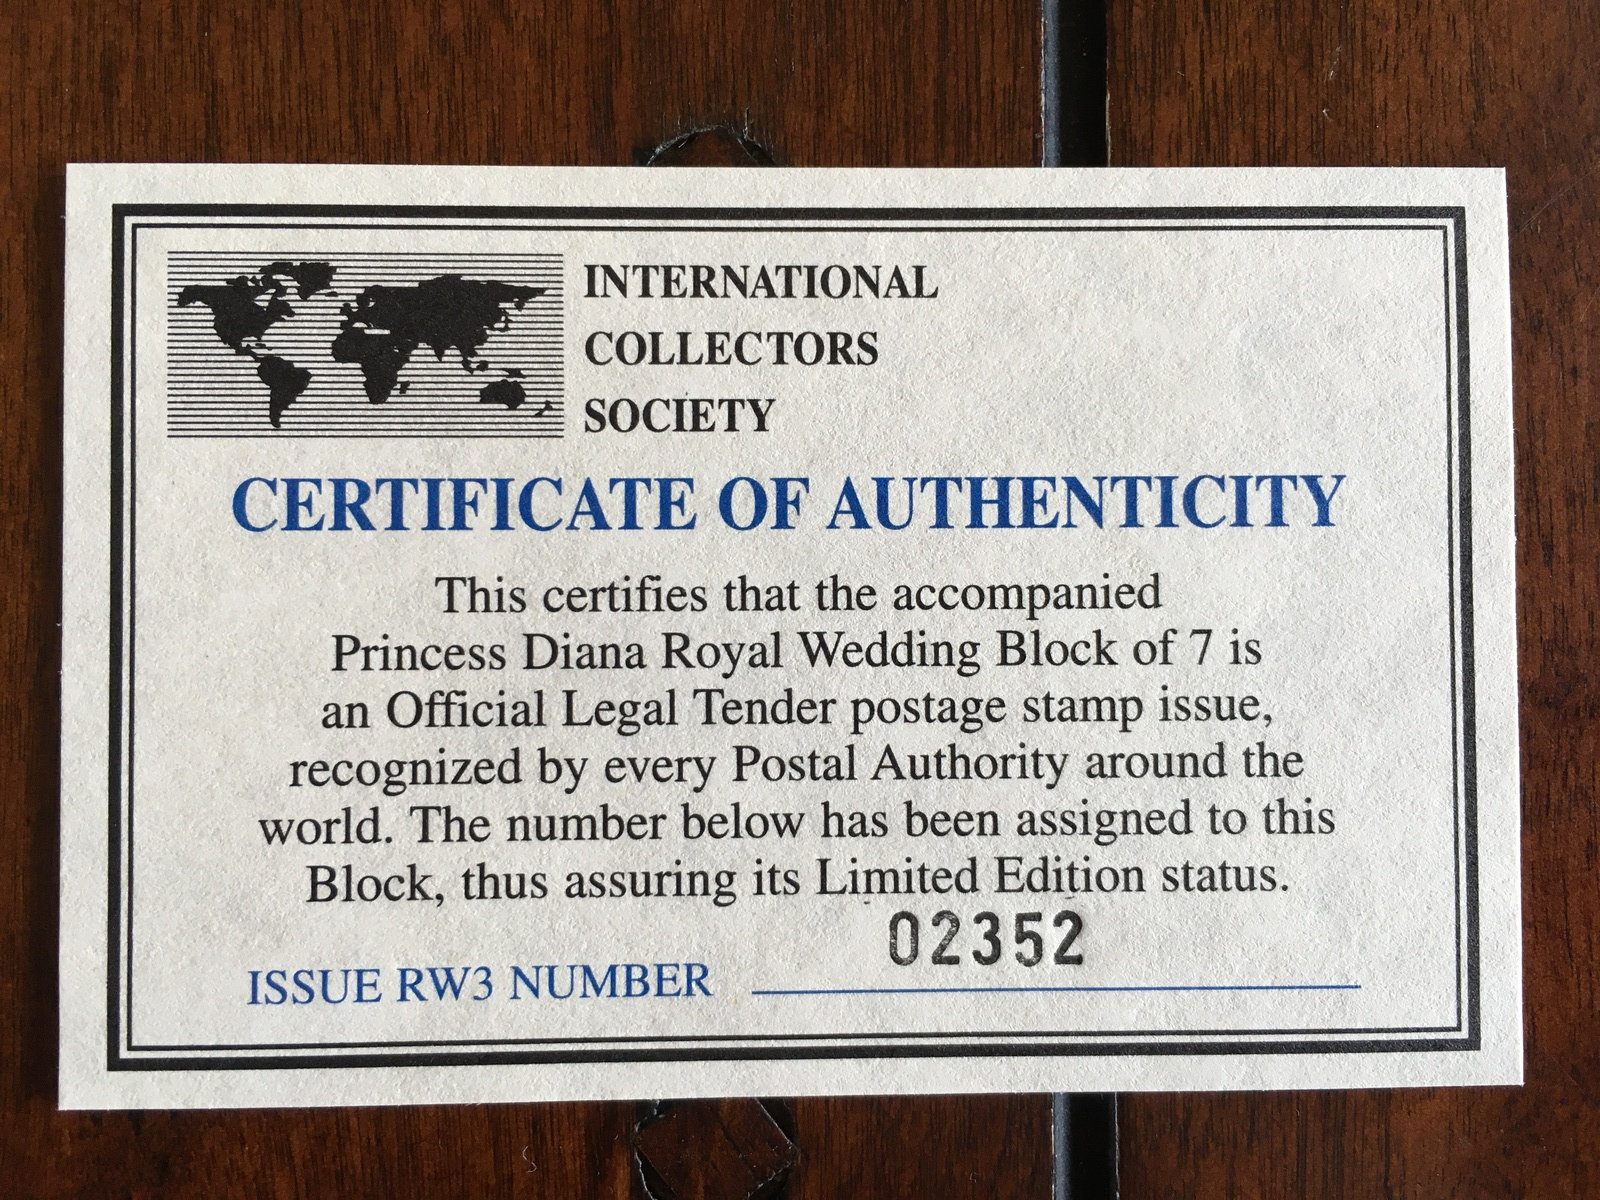 INTERNATIONAL
COLLECTORS
SOCIETY
CERTIFICATE OF AUTHENTICITY
This certifies that the accompanied
Princess Diana Royal Wedding Block of 7 is
an Official Legal Tender postage stamp issue,
recognized by every Postal Authority around the
world. The number below has been assigned to this
Block, thus assuring its Limited Edition status.
02352
ISSUE RW3 NUMBER